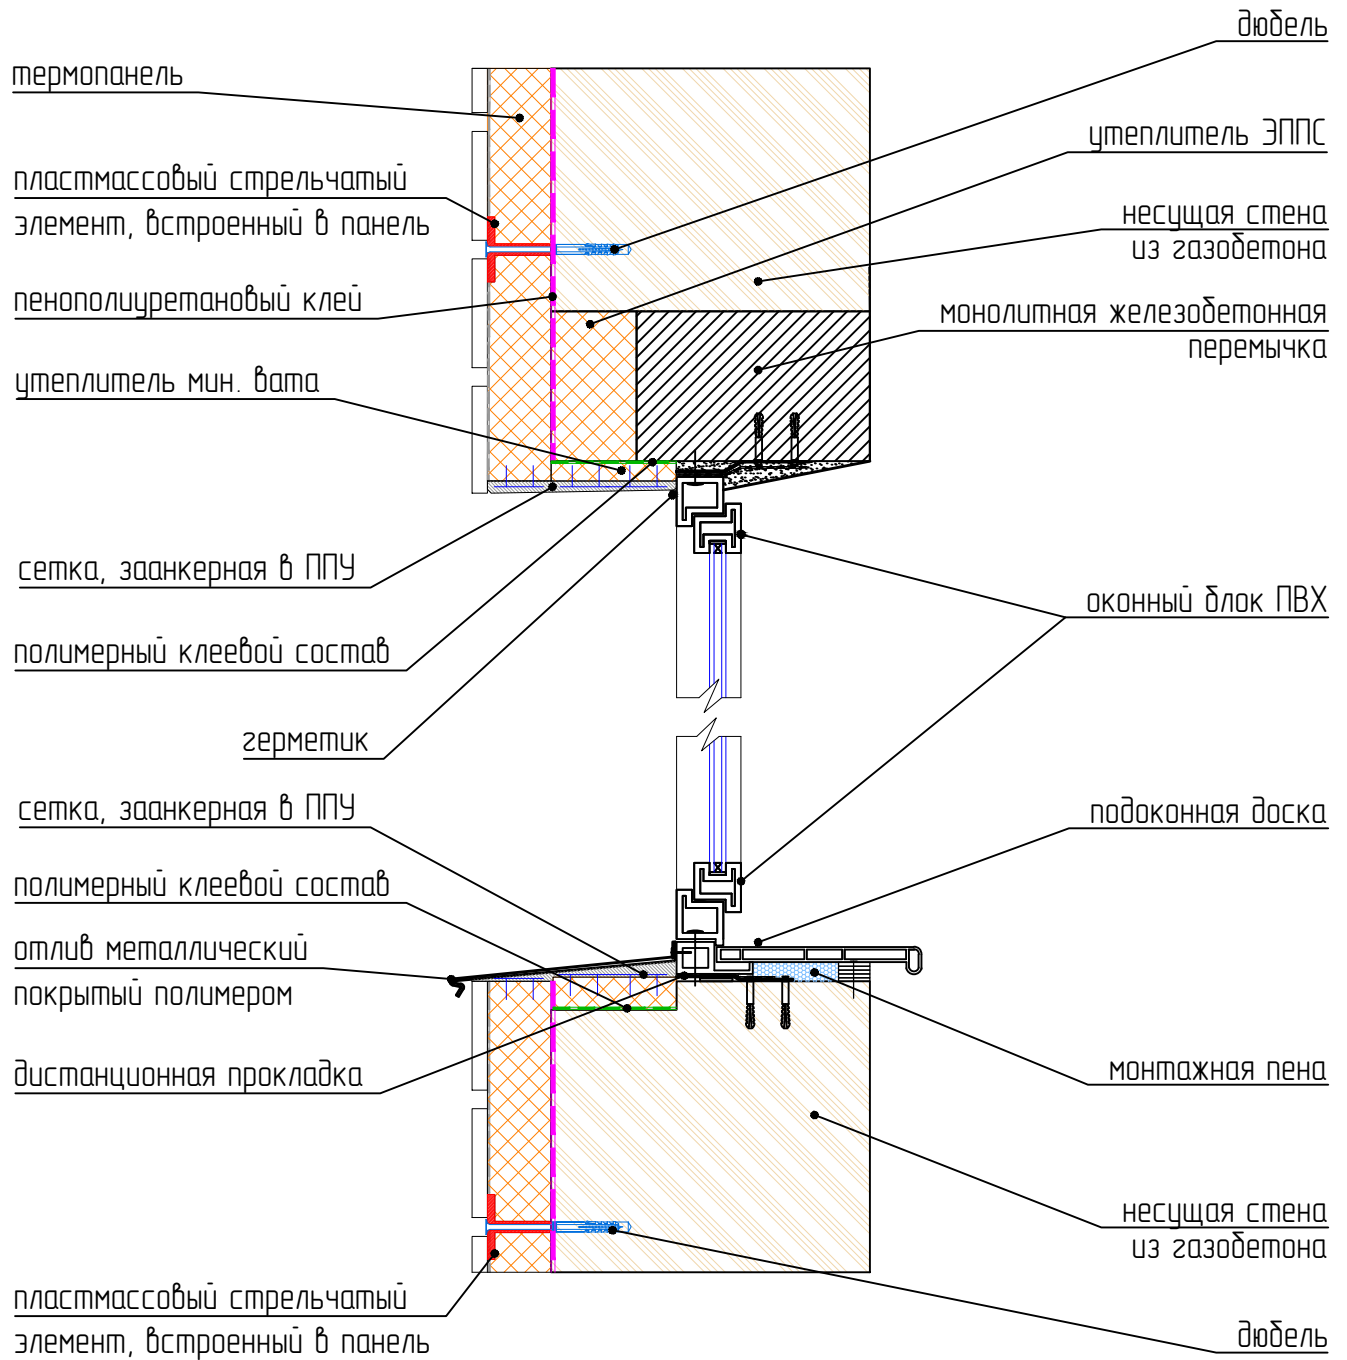 термопанель
пластмассовый стрельчатый
элемент, встроенный в панель
пенополиуретановый клей
утеплитель мин. вата
сетка, заанкерная в ППУ
полимерный клеевой состав
герметик
сетка, заанкерная в ППУ
полимерный клеевой состав
отлив металлический
покрытый полимером
дистанционная прокладка
пластмассовый стрельчатый
элемент, встроенный в панель
дюбель
утеплитель ЭППС
несущая стена
из газобетона
монолитная железобетонная
перемычка
оконный блок ПВХ
подоконная доска
монтажная пена
несущая стена
из газобетона
дюбель